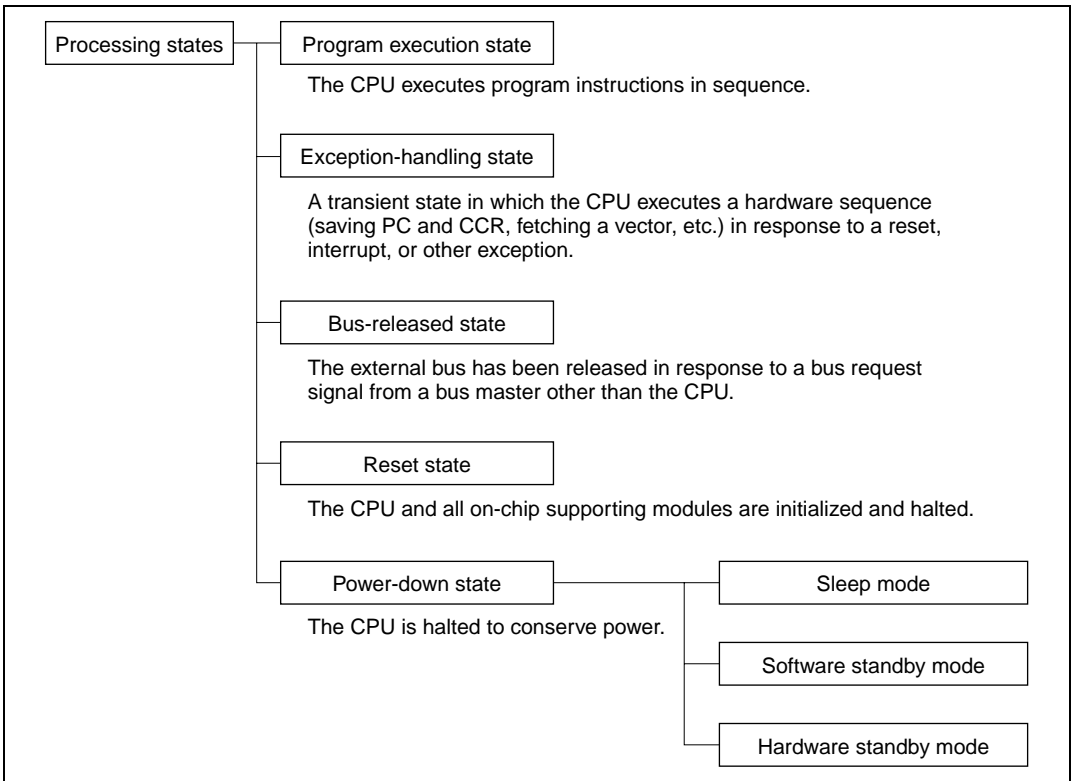 Processing states
Program execution state
The CPU executes program instructions in sequence.
Exception-handling state
A transient state in which the CPU executes a hardware sequence
(saving PC and CCR, fetching a vector, etc.) in response to a reset,
interrupt, or other exception.
Bus-released state
The external bus has been released in response to a bus request
signal from a bus master other than the CPU.
Reset state
The CPU and all on-chip supporting modules are initialized and halted.
Power-down state
Sleep mode
The CPU is halted to conserve power.
Software standby mode
Hardware standby mode